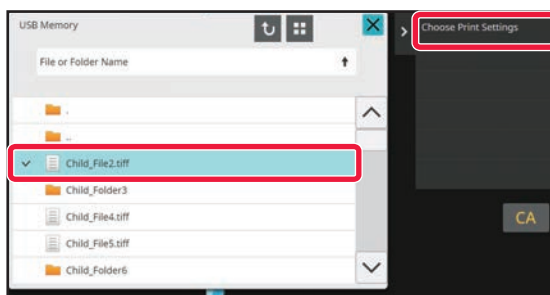 USB Memory
Choose Print Settings
File or Folder Name
.
..
Child_File2.tiff
Child_Folder3
Child_File4.tiff
Child_File5.tiff
Child_Folder6
CA